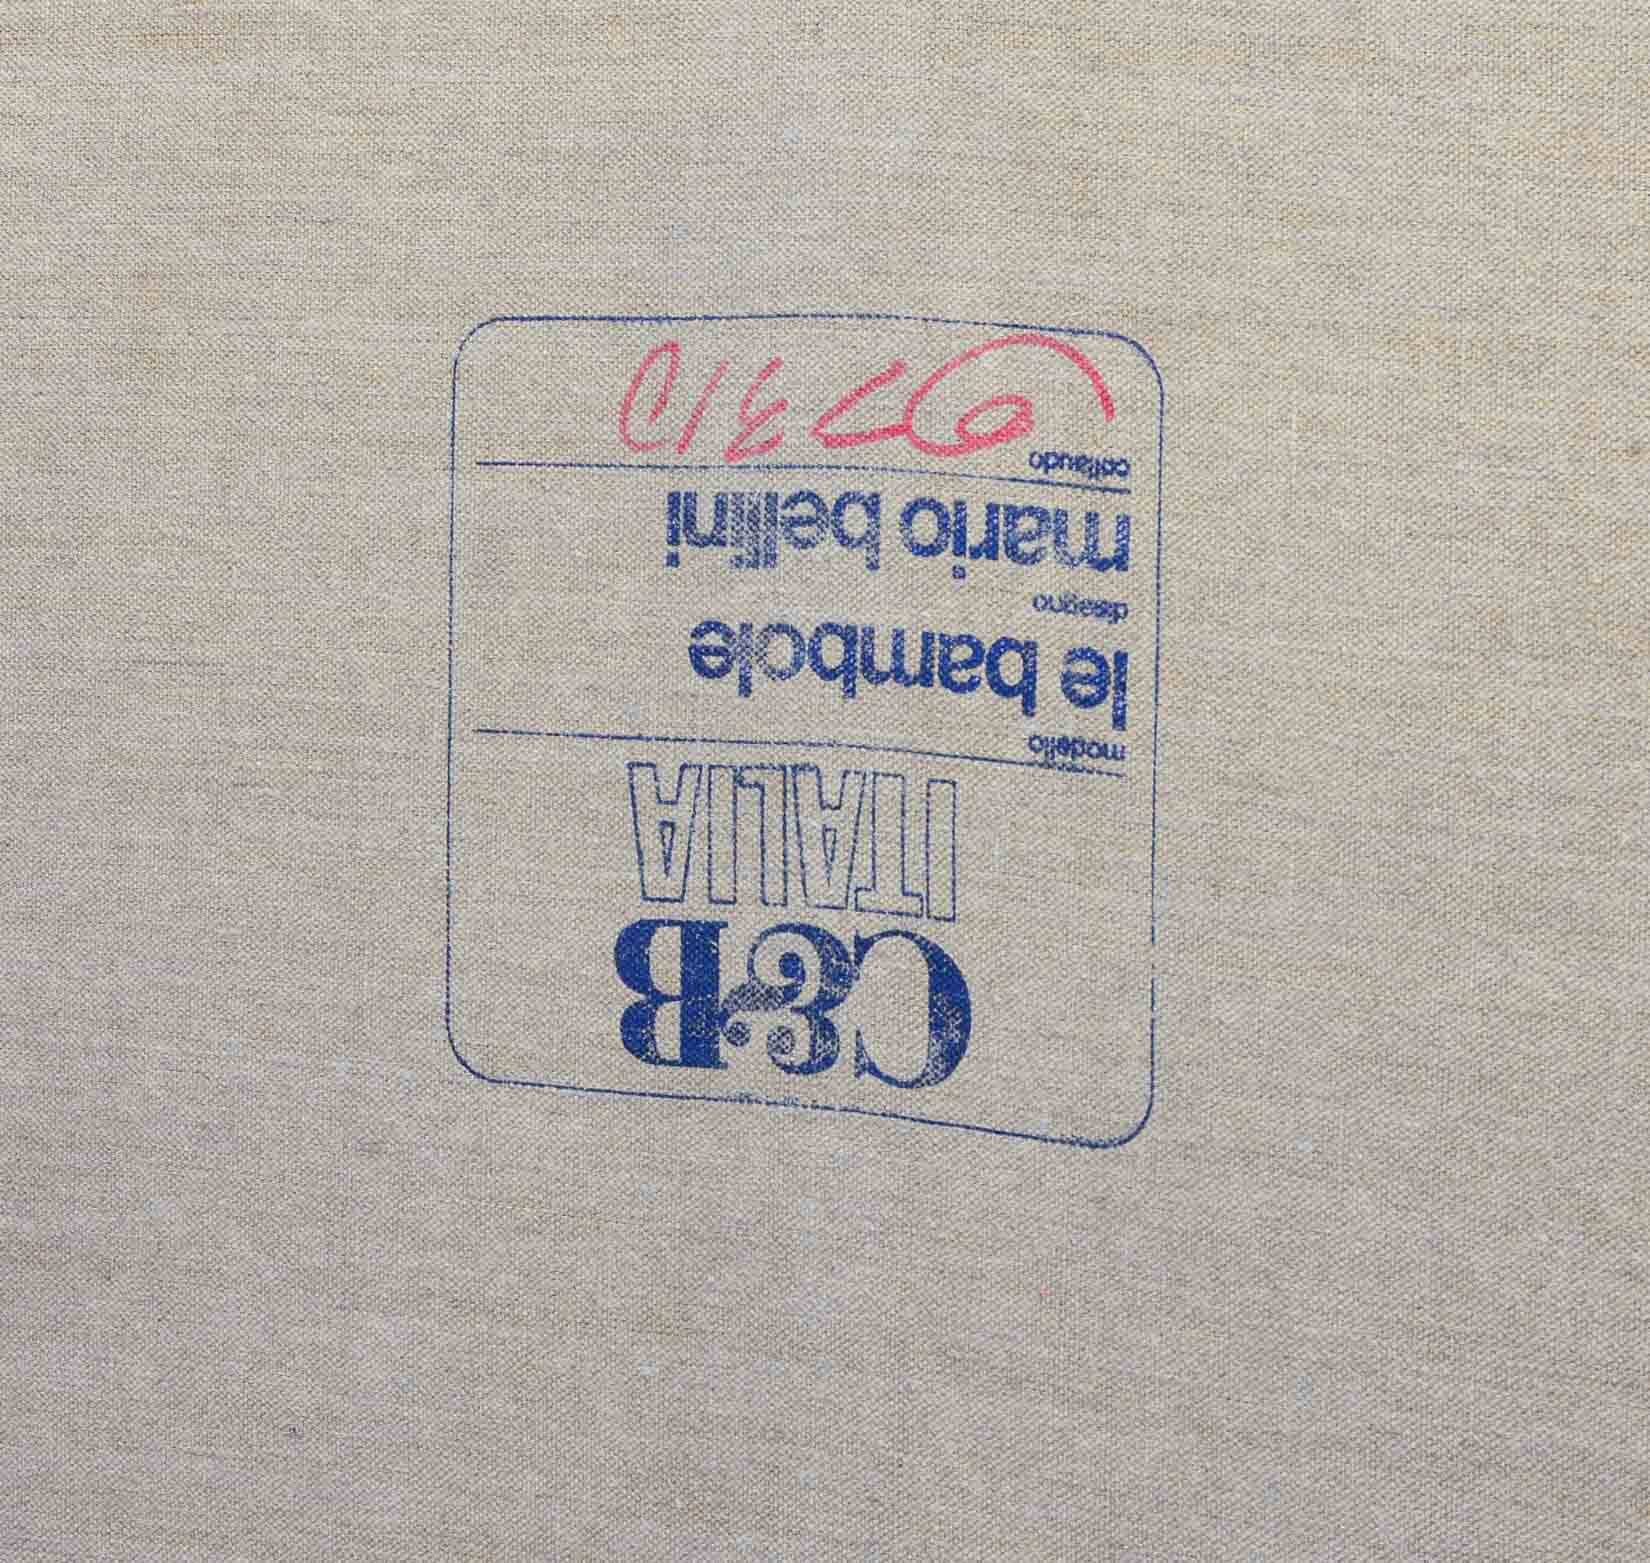 C&B
ITALIA
modello
le bambole
disegno
mario bellini
collaudo